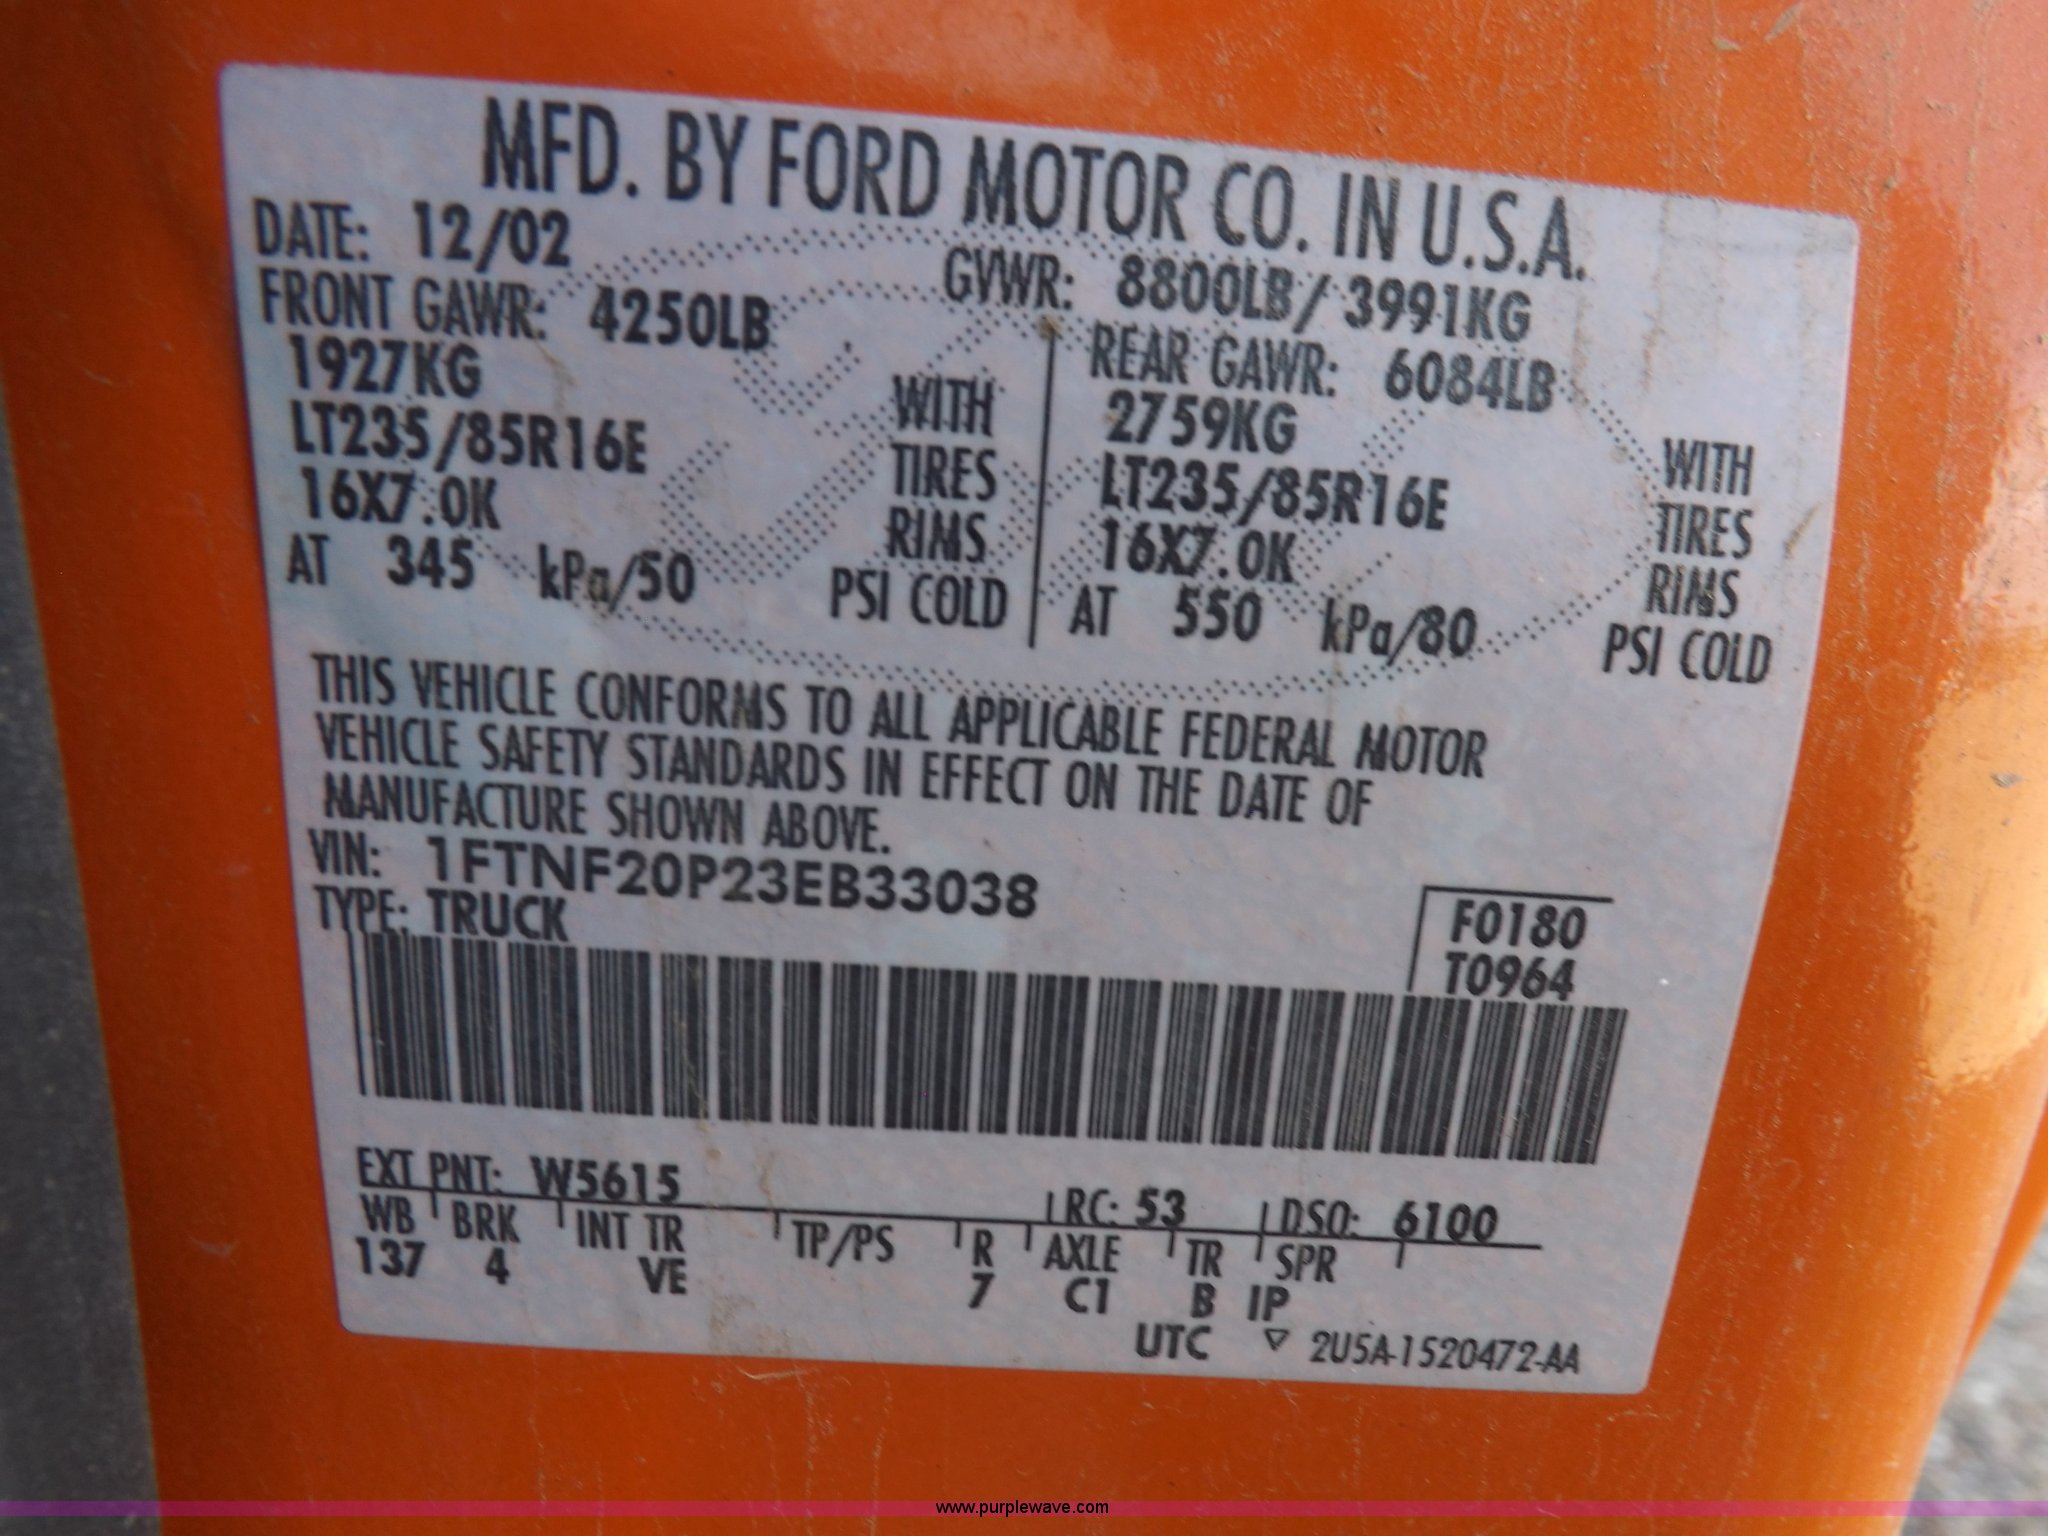 MFD. BY FORD MOTOR CO. IN U.S.A.
DATE: 12/02
GVWR: 8800LB/ 3991KG
FRONT GAWR: 4250LB
1927KG WITH
LT235/85R16E TIRES
16X7.0K RIMS
AT 345 kPa/50 PSI COLD
REAR GAWR: 6084LB
2759KG WITH
LT235/85R16E TIRES
16X7.0K RIMS
AT 550 kPa/80 PSI COLD
THIS VEHICLE CONFORMS TO ALL APPLICABLE FEDERAL MOTOR
VEHICLE SAFETY STANDARDS IN EFFECT ON THE DATE OF
MANUFACTURE SHOWN ABOVE.
VIN: 1FTNF20P23EB33038
TYPE: TRUCK
F0180
T0964
EXT PNT: W5615 RC: 53 DSO: 6100
WB BRK INT TR TP/PS R AXLE TR SPR
137 4 VE 7 C1 B IP
UTC ▽ 2U5A-1520472-AA
www.purplewave.com